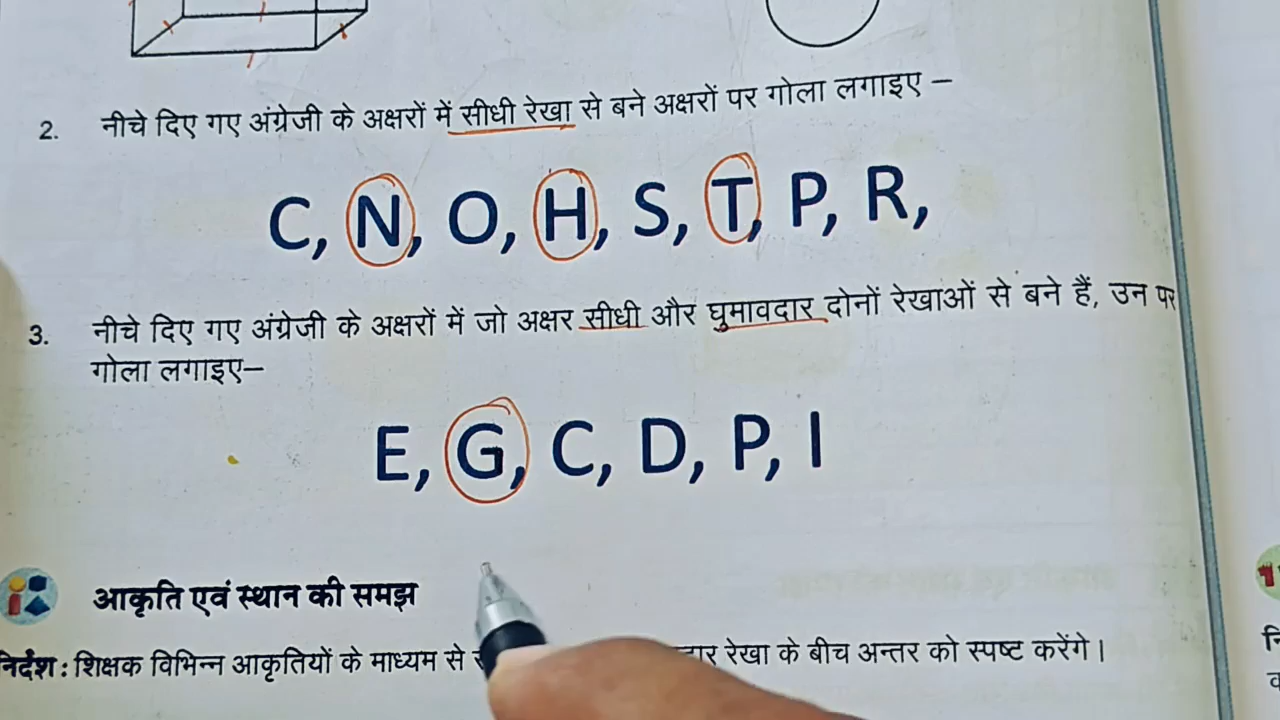 2. नीचे दिए गए अंग्रेजी के अक्षरों में सीधी रेखा से बने अक्षरों पर गोला लगाइए –
C, N, O, H, S, T, P, R,
3. नीचे दिए गए अंग्रेजी के अक्षरों में जो अक्षर सीधी और घुमावदार दोनों रेखाओं से बने हैं, उन पर
गोला लगाइए–
E, G, C, D, P, I
आकृति एवं स्थान की समझ
निर्देश : शिक्षक विभिन्न आकृतियों के माध्यम से रेखा के बीच अन्तर को स्पष्ट करेंगे ।